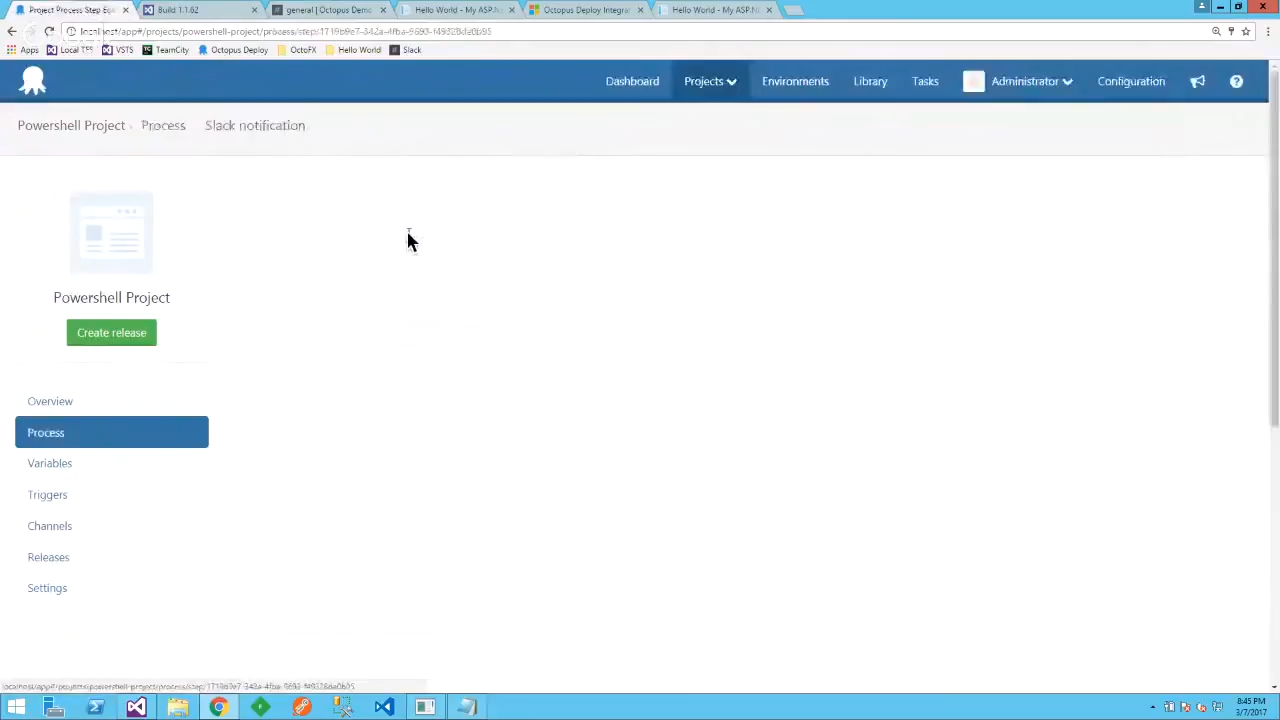 Project Process Step Ed
Build 1.1.62
general | Octopus Demo
Hello World - My ASP.N
Octopus Deploy Integra
Hello World - My ASP.N
Apps
Local TFS
VSTS
TeamCity
Octopus Deploy
OctoFX
Hello World
Slack
Dashboard
Projects
Environments
Library
Tasks
Administrator
Configuration
Powershell Project
Process
Slack notification
Powershell Project
Create release
Overview
Process
Variables
Triggers
Channels
Releases
Settings
8:45 PM
3/7/2017